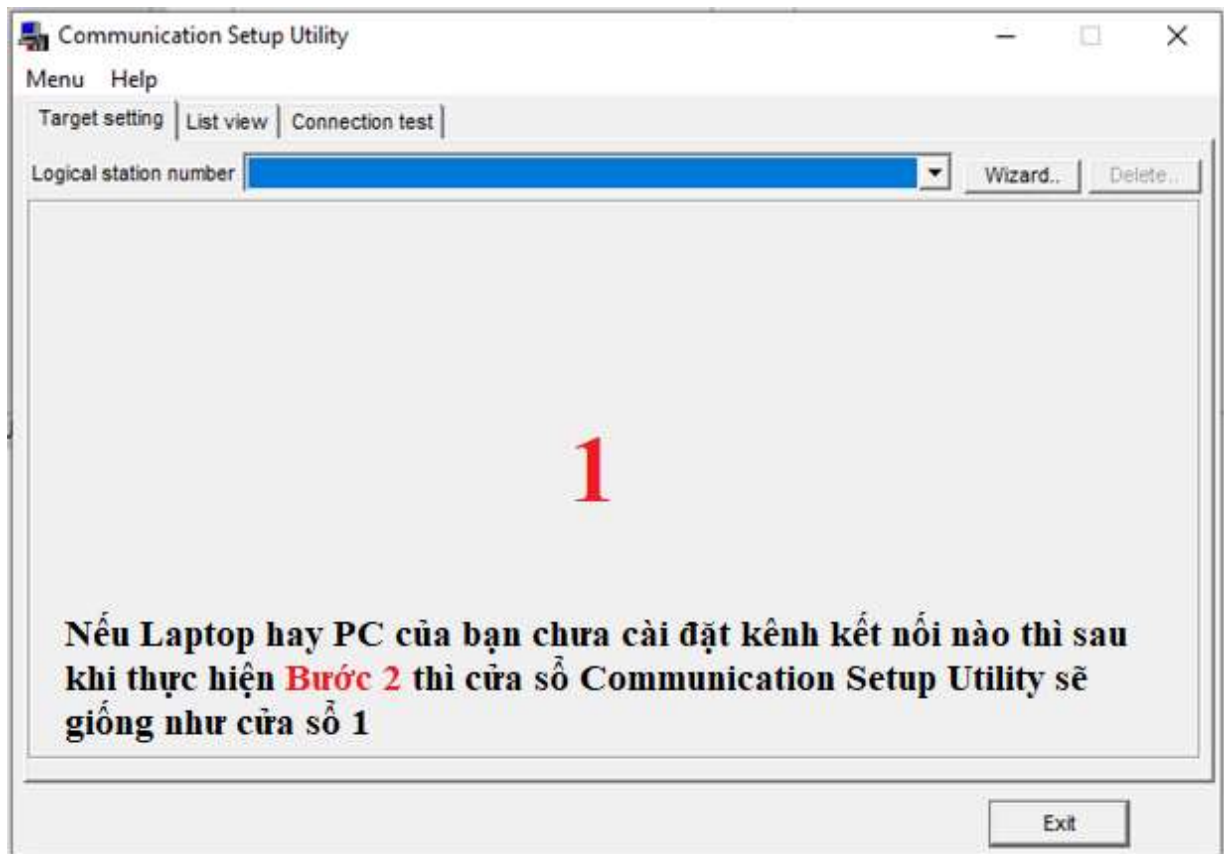 Communication Setup Utility
Menu Help
Target setting List view Connection test
Logical station number Wizard.. Delete..
1
Nếu Laptop hay PC của bạn chưa cài đặt kênh kết nối nào thì sau
khi thực hiện Bước 2 thì cửa sổ Communication Setup Utility sẽ
giống như cửa sổ 1
Exit